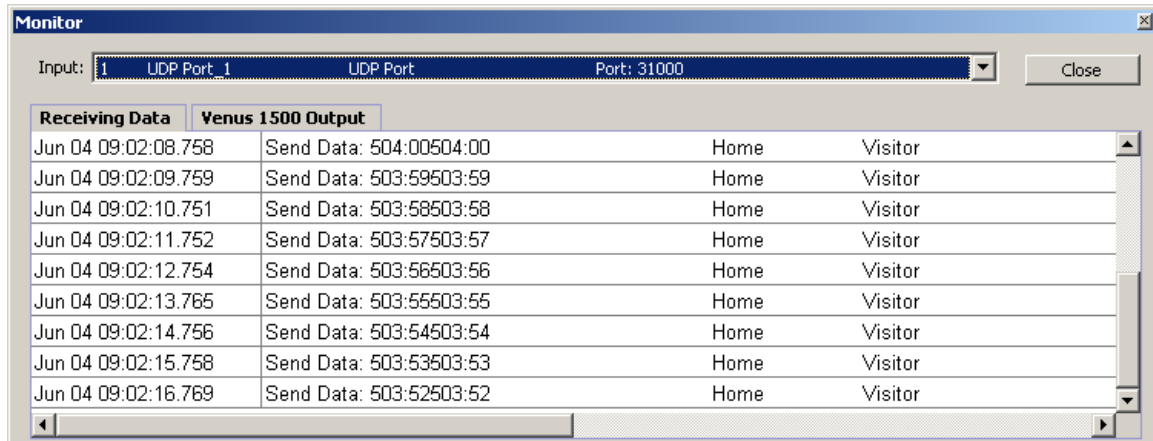 Monitor
Input: 1 UDP Port_1 UDP Port Port: 31000 Close
Receiving Data Venus 1500 Output
Jun 04 09:02:08.758 Send Data: 504:00504:00 Home Visitor
Jun 04 09:02:09.759 Send Data: 503:59503:59 Home Visitor
Jun 04 09:02:10.751 Send Data: 503:58503:58 Home Visitor
Jun 04 09:02:11.752 Send Data: 503:57503:57 Home Visitor
Jun 04 09:02:12.754 Send Data: 503:56503:56 Home Visitor
Jun 04 09:02:13.765 Send Data: 503:55503:55 Home Visitor
Jun 04 09:02:14.756 Send Data: 503:54503:54 Home Visitor
Jun 04 09:02:15.758 Send Data: 503:53503:53 Home Visitor
Jun 04 09:02:16.769 Send Data: 503:52503:52 Home Visitor